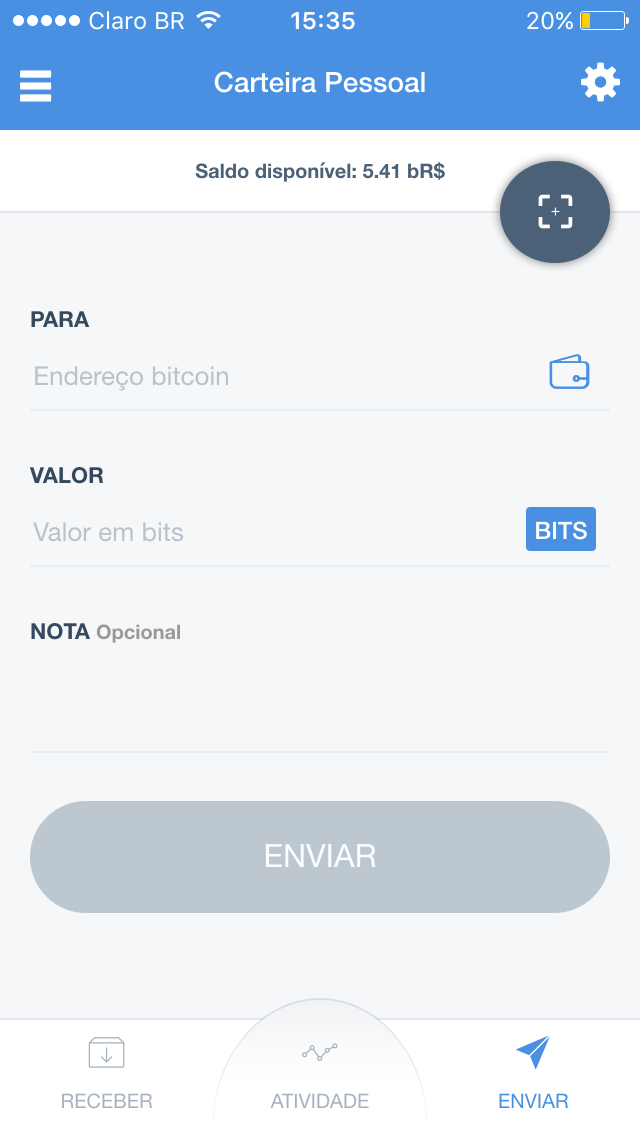 Claro BR 15:35 20%
Carteira Pessoal
Saldo disponível: 5.41 bR$
PARA
Endereço bitcoin
VALOR
Valor em bits BITS
NOTA Opcional
ENVIAR
RECEBER ATIVIDADE ENVIAR